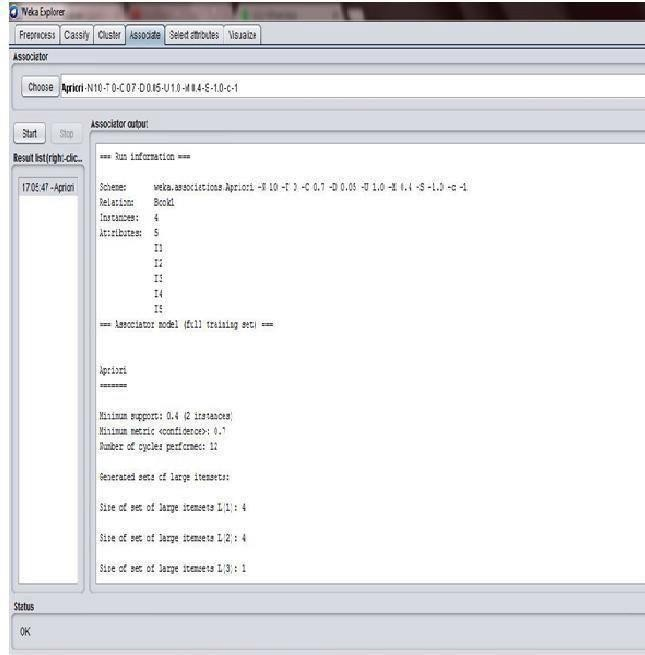 Weka Explorer
Preprocess Classify Cluster Associate Select attributes Visualize
Associator
Choose Apriori -N 10 -T 0 -C 0.7 -D 0.05 -U 1.0 -M 0.4 -S -1.0 -c -1
Start Stop
Associator output
Result list (right-clic...
17:05:47 - Apriori
=== Run information ===
Scheme: weka.associations.Apriori -N 10 -T 0 -C 0.7 -D 0.05 -U 1.0 -M 0.4 -S -1.0 -c -1
Relation: Book1
Instances: 4
Attributes: 5
I1
I2
I3
I4
I5
=== Associator model (full training set) ===
Apriori
=======
Minimum support: 0.4 (2 instances)
Minimum metric <confidence>: 0.7
Number of cycles performed: 12
Generated sets of large itemsets:
Size of set of large itemsets L(1): 4
Size of set of large itemsets L(2): 4
Size of set of large itemsets L(3): 1
Status
OK